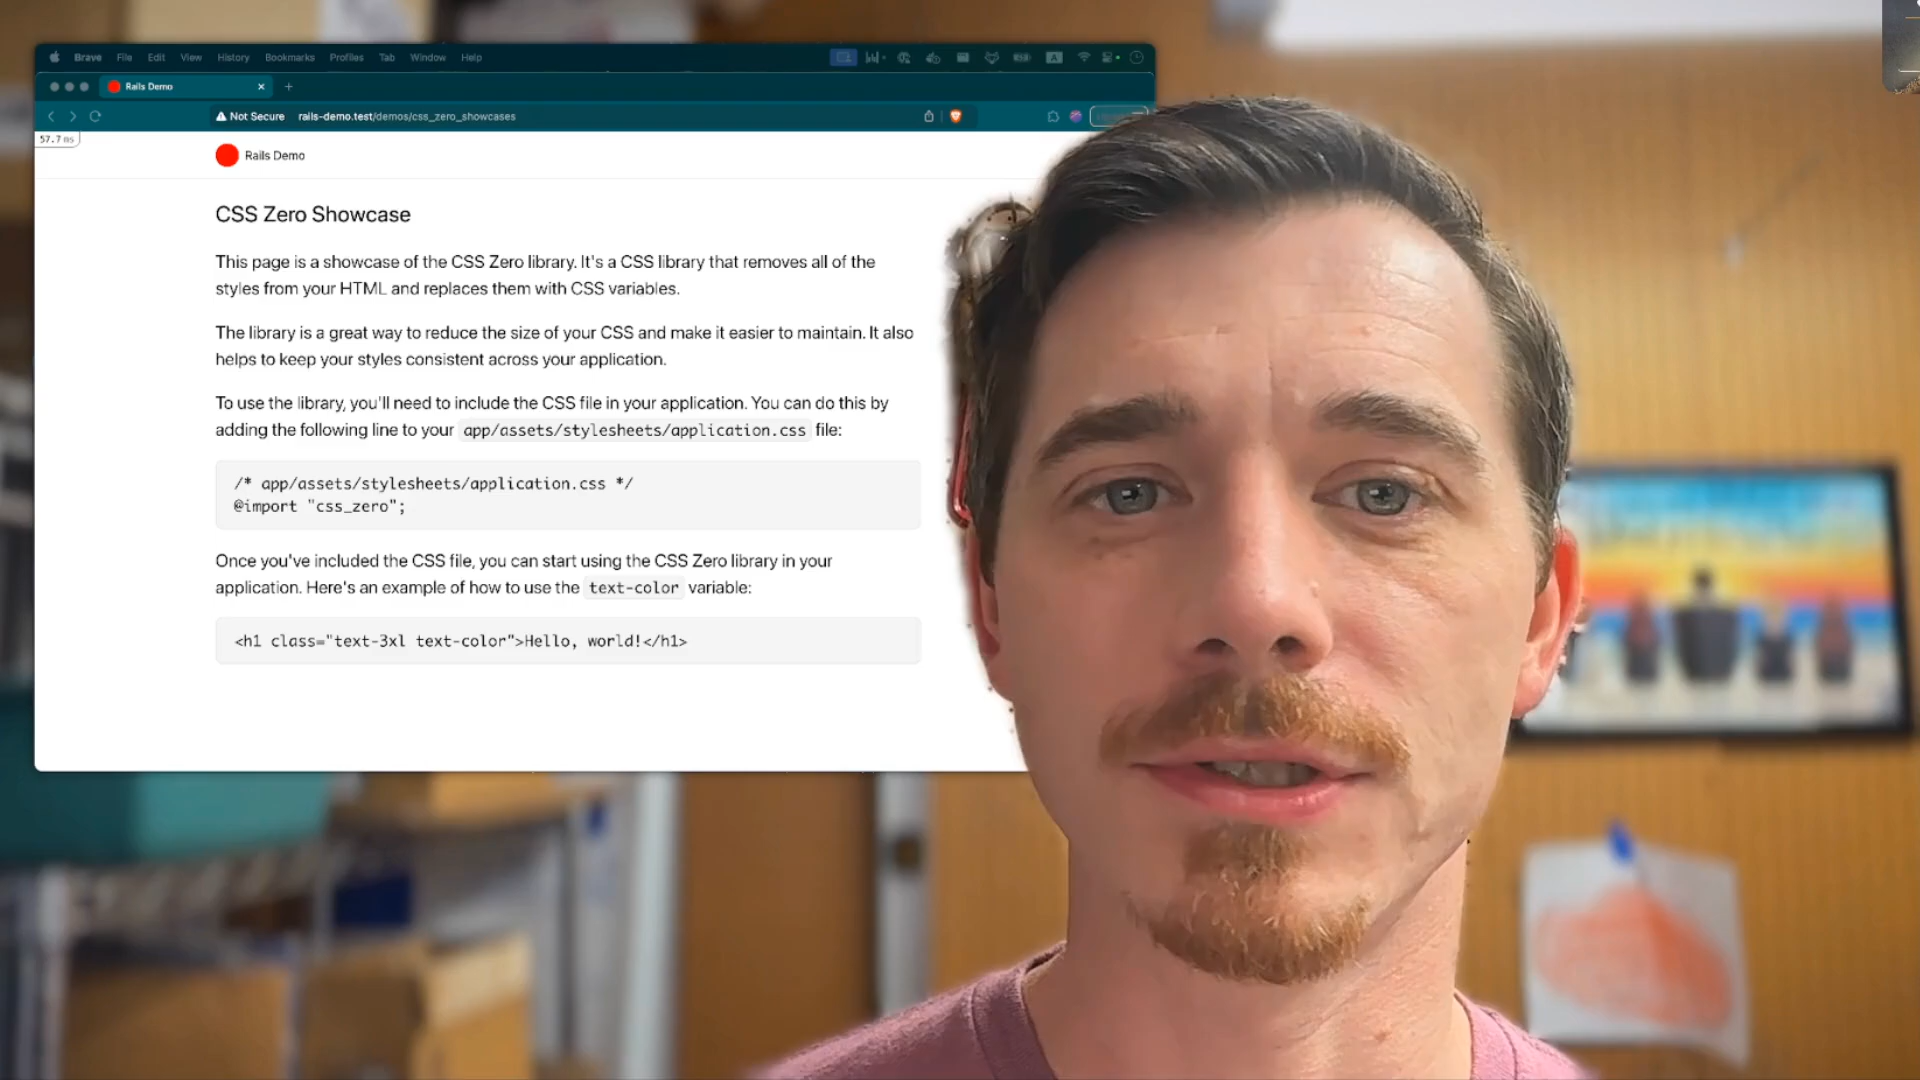 Brave File Edit View History Bookmarks Profiles Tab Window Help
Rails Demo
Not Secure rails-demo.test/demos/css_zero_showcases
57.7 ms
Rails Demo
CSS Zero Showcase
This page is a showcase of the CSS Zero library. It's a CSS library that removes all of the
styles from your HTML and replaces them with CSS variables.
The library is a great way to reduce the size of your CSS and make it easier to maintain. It also
helps to keep your styles consistent across your application.
To use the library, you'll need to include the CSS file in your application. You can do this by
adding the following line to your app/assets/stylesheets/application.css file:
/* app/assets/stylesheets/application.css */
@import "css_zero";
Once you've included the CSS file, you can start using the CSS Zero library in your
application. Here's an example of how to use the text-color variable:
<h1 class="text-3xl text-color">Hello, world!</h1>